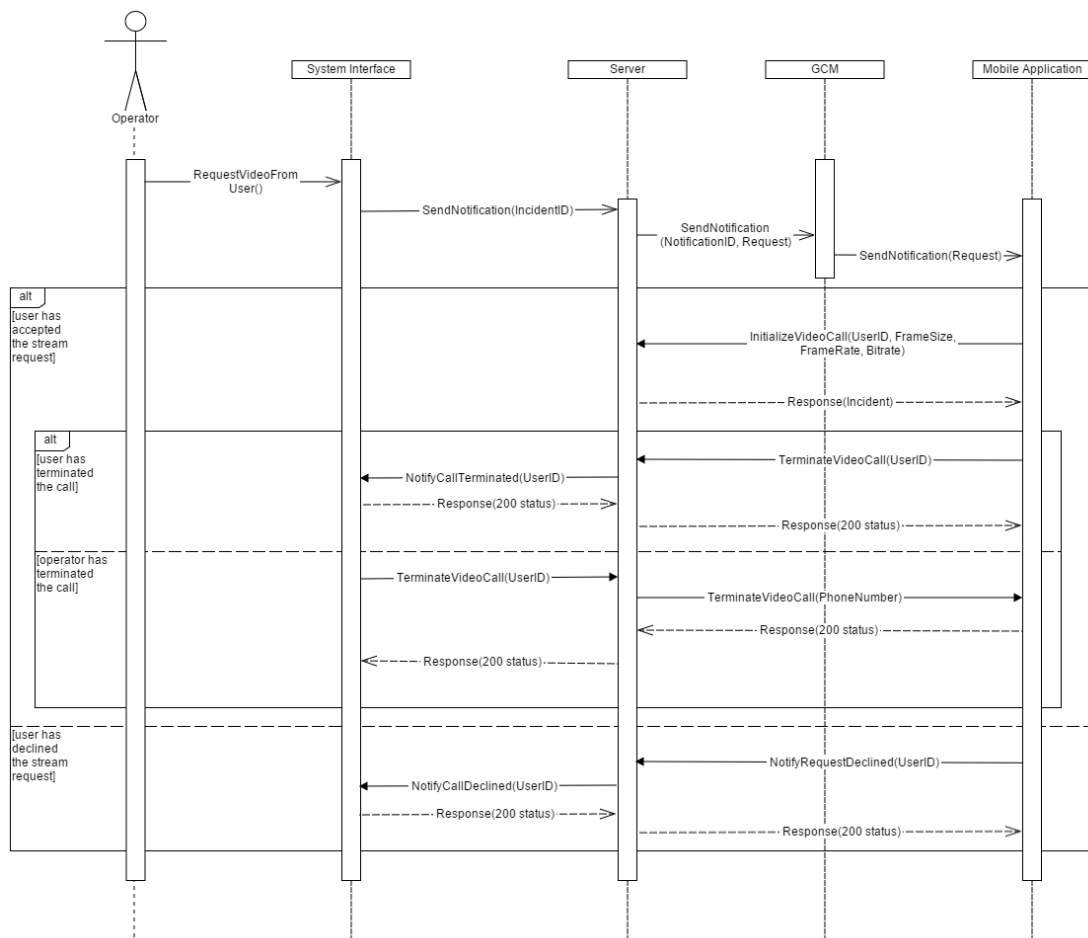 System Interface
Server
GCM
Mobile Application
Operator
RequestVideoFrom
User()
SendNotification(IncidentID)
SendNotification
(NotificationID, Request)
SendNotification(Request)
alt
[user has
accepted
the stream
request]
InitializeVideoCall(UserID, FrameSize,
FrameRate, Bitrate)
Response(Incident)
alt
[user has
terminated
the call]
TerminateVideoCall(UserID)
NotifyCallTerminated(UserID)
Response(200 status)
Response(200 status)
[operator has
terminated
the call]
TerminateVideoCall(UserID)
TerminateVideoCall(PhoneNumber)
Response(200 status)
Response(200 status)
[user has
declined
the stream
request]
NotifyRequestDeclined(UserID)
NotifyCallDeclined(UserID)
Response(200 status)
Response(200 status)